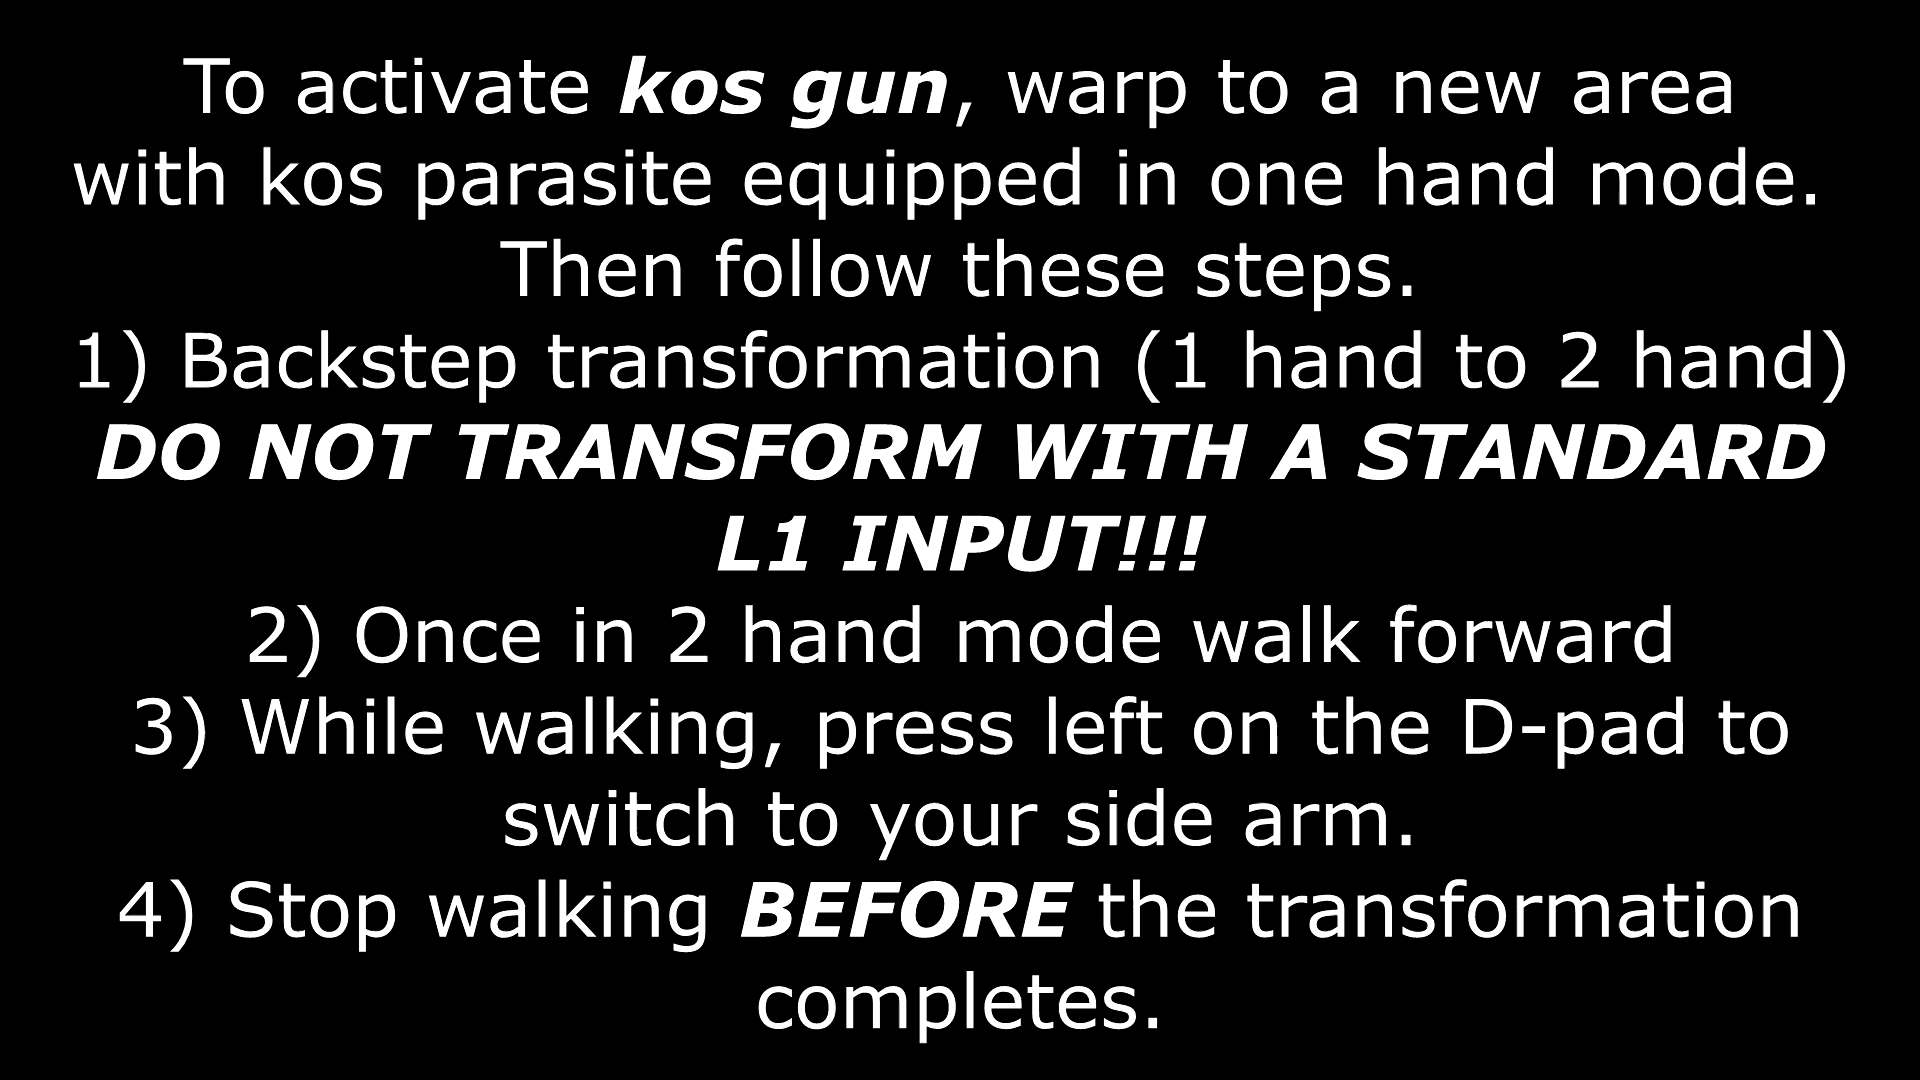 To activate kos gun, warp to a new area
with kos parasite equipped in one hand mode.
Then follow these steps.
1) Backstep transformation (1 hand to 2 hand)
DO NOT TRANSFORM WITH A STANDARD
L1 INPUT!!!
2) Once in 2 hand mode walk forward
3) While walking, press left on the D-pad to
switch to your side arm.
4) Stop walking BEFORE the transformation
completes.